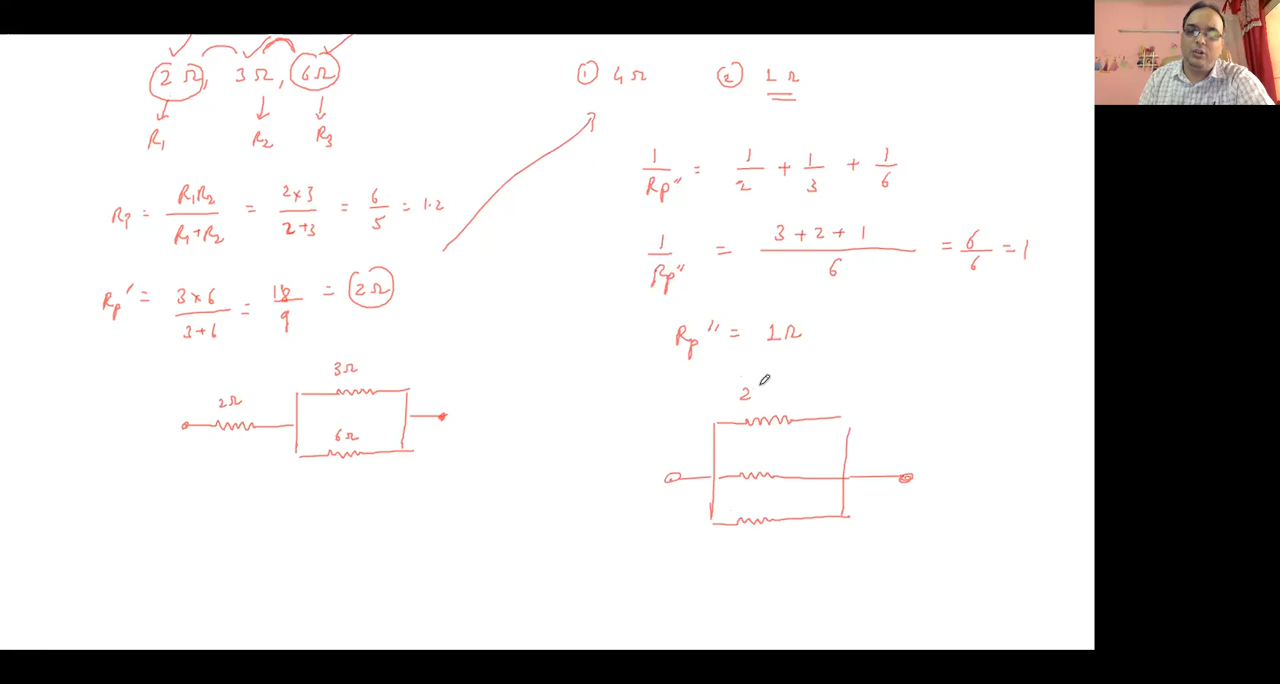 2 Ω, 3 Ω, 6Ω
R1 R2 R3
Rp = R1R2 / R1+R2 = 2×3 / 2+3 = 6/5 = 1.2
Rp' = 3×6 / 3+6 = 18/9 = 2Ω
3Ω
2Ω
6Ω
① 4Ω ② 1Ω
1/Rp'' = 1/2 + 1/3 + 1/6
1/Rp'' = 3+2+1 / 6 = 6/6 = 1
Rp'' = 1Ω
2